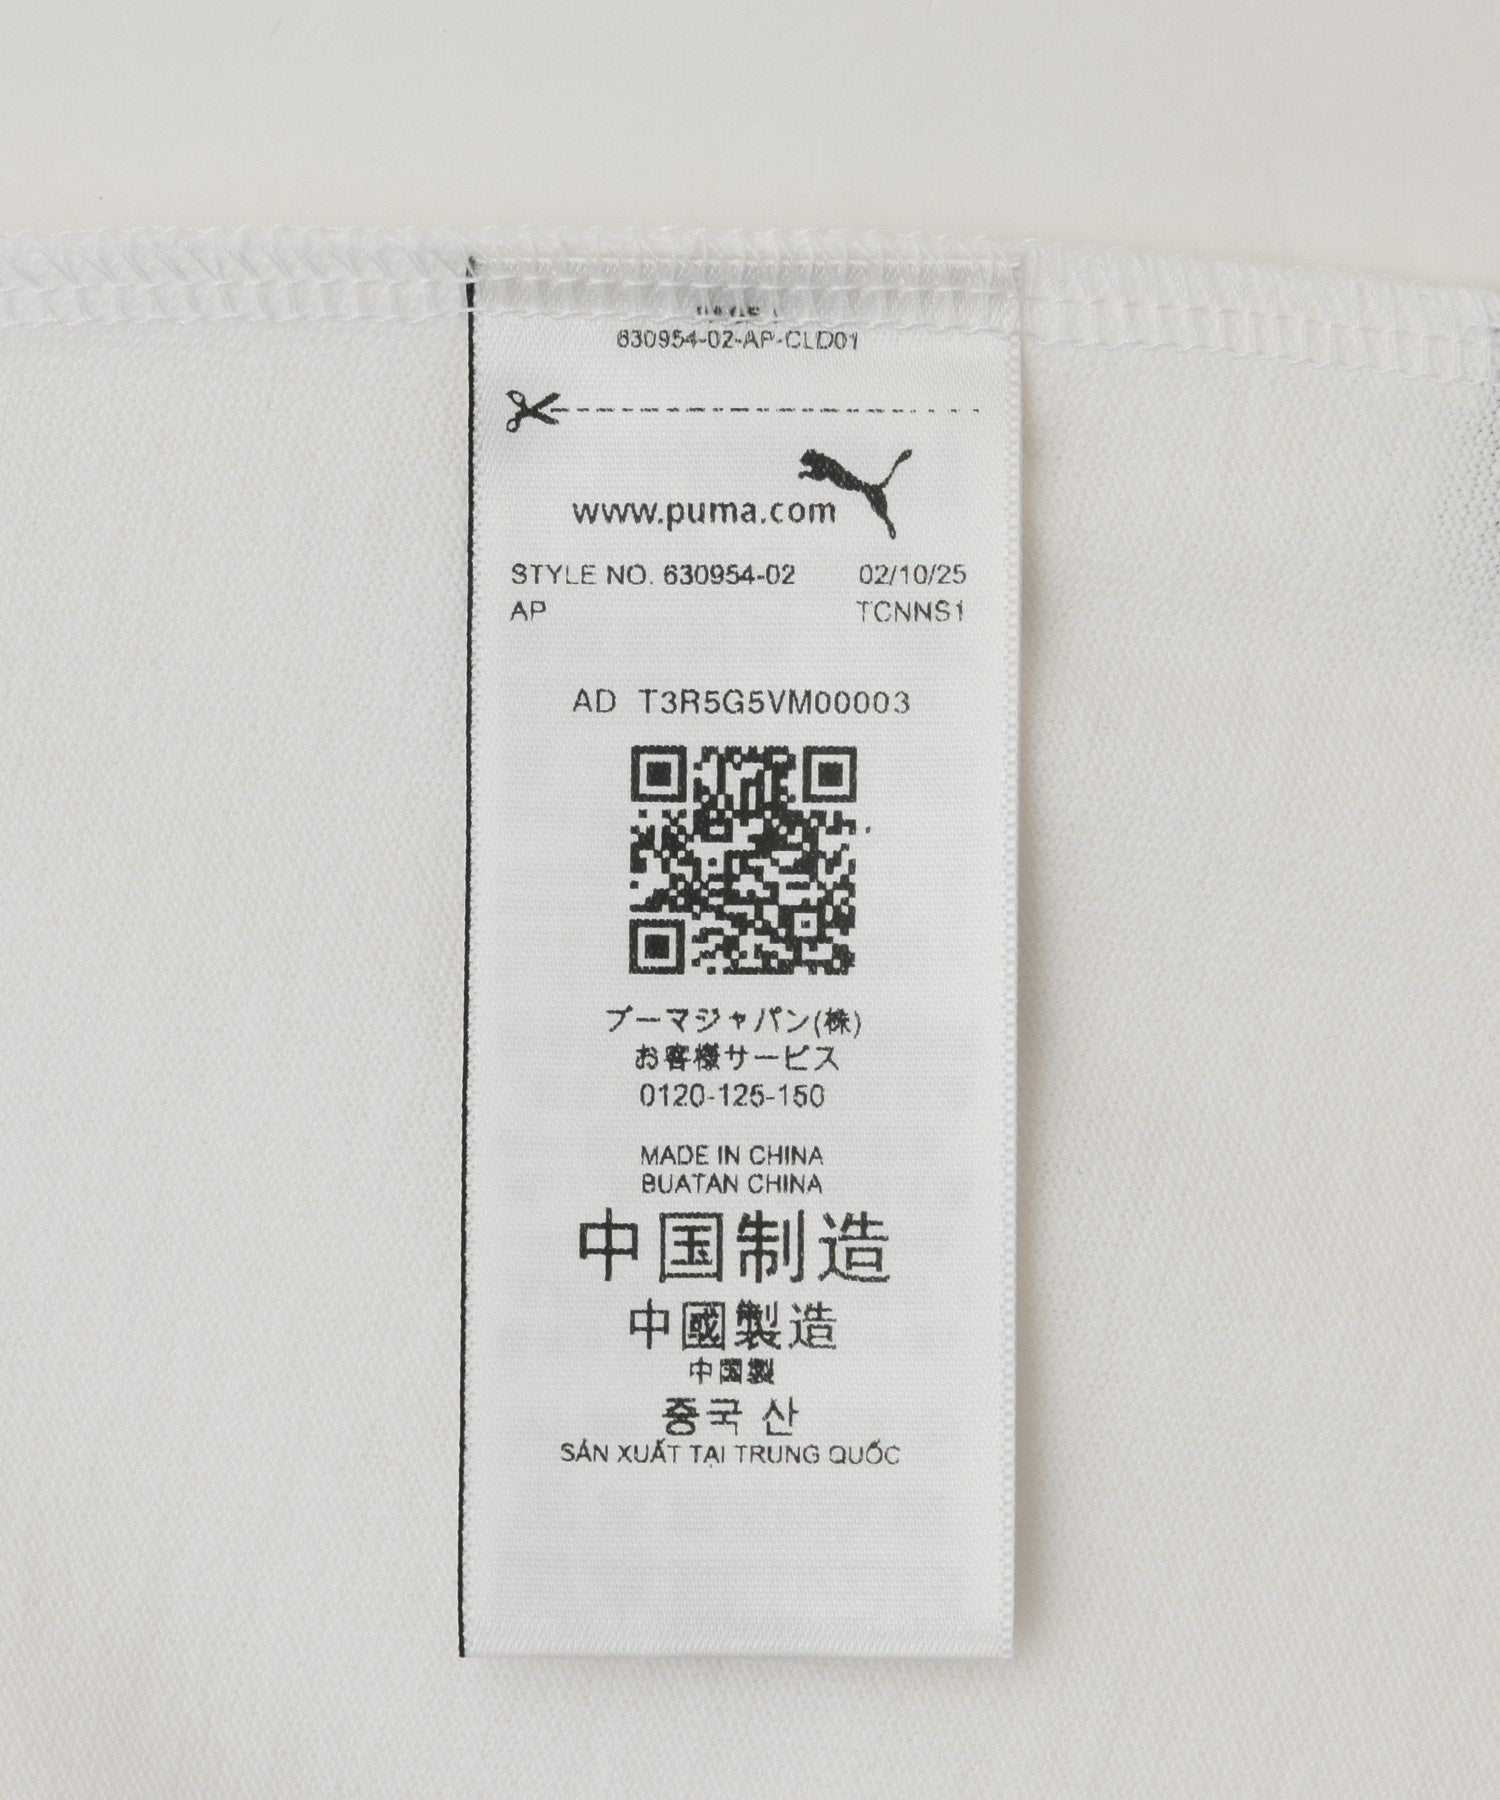 630954-02-AP-CLD01
www.puma.com
STYLE NO. 630954-02 02/10/25
AP TCNNS1
AD T3R5G5VM00003
プーマジャパン(株)
お客様サービス
0120-125-150
MADE IN CHINA
BUATAN CHINA
中国制造
中國製造
中国製
중국 산
SẢN XUẤT TẠI TRUNG QUỐC